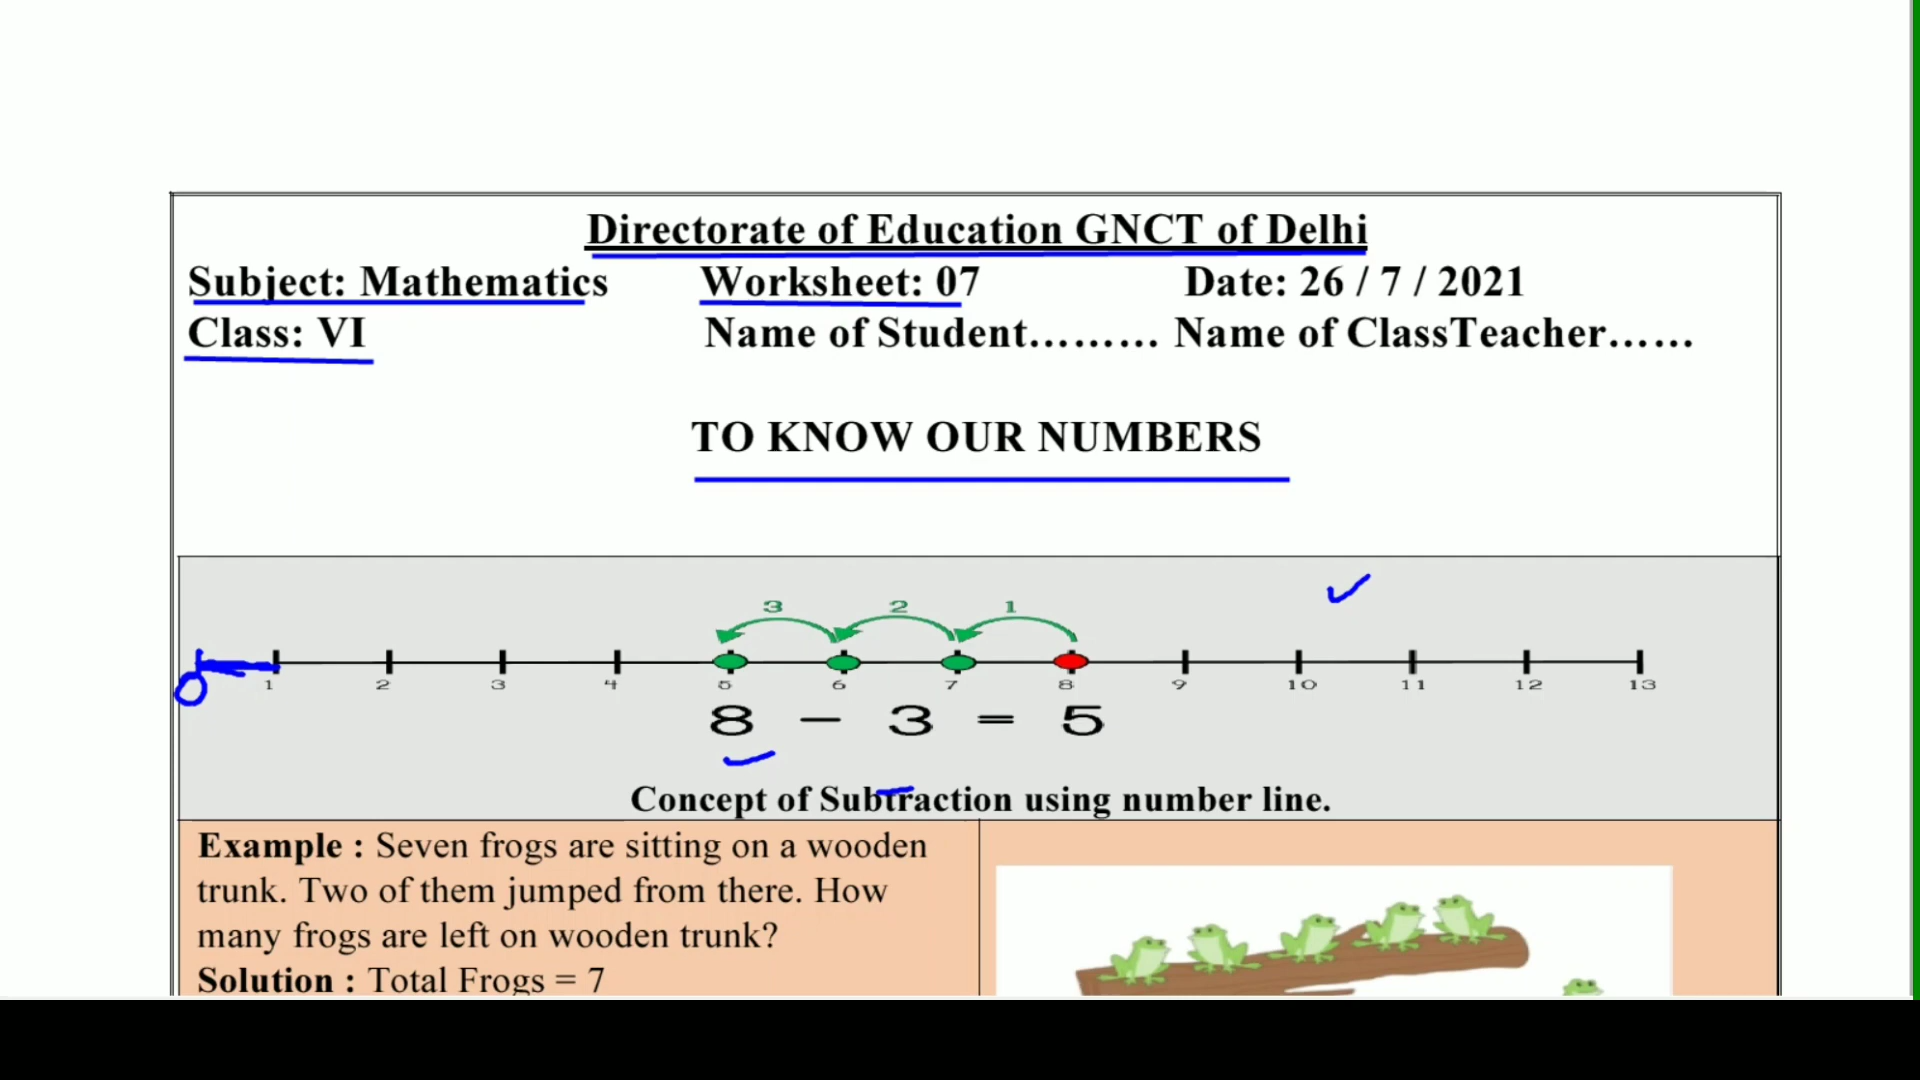 Directorate of Education GNCT of Delhi
Subject: Mathematics Worksheet: 07 Date: 26 / 7 / 2021
Class: VI Name of Student......... Name of ClassTeacher......
TO KNOW OUR NUMBERS
3 2 1
0 1 2 3 4 5 6 7 8 9 10 11 12 13
8 - 3 = 5
Concept of Subtraction using number line.
Example : Seven frogs are sitting on a wooden
trunk. Two of them jumped from there. How
many frogs are left on wooden trunk?
Solution : Total Frogs = 7